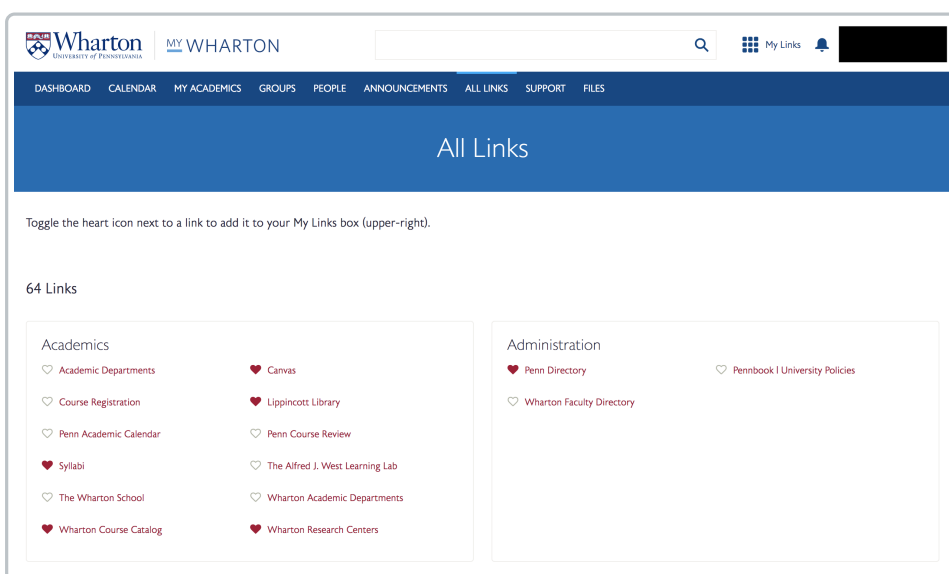 Wharton
UNIVERSITY of PENNSYLVANIA
MY WHARTON
My Links
DASHBOARD CALENDAR MY ACADEMICS GROUPS PEOPLE ANNOUNCEMENTS ALL LINKS SUPPORT FILES
All Links
Toggle the heart icon next to a link to add it to your My Links box (upper-right).
64 Links
Academics
Academic Departments
Canvas
Course Registration
Lippincott Library
Penn Academic Calendar
Penn Course Review
Syllabi
The Alfred J. West Learning Lab
The Wharton School
Wharton Academic Departments
Wharton Course Catalog
Wharton Research Centers
Administration
Penn Directory
Pennbook | University Policies
Wharton Faculty Directory